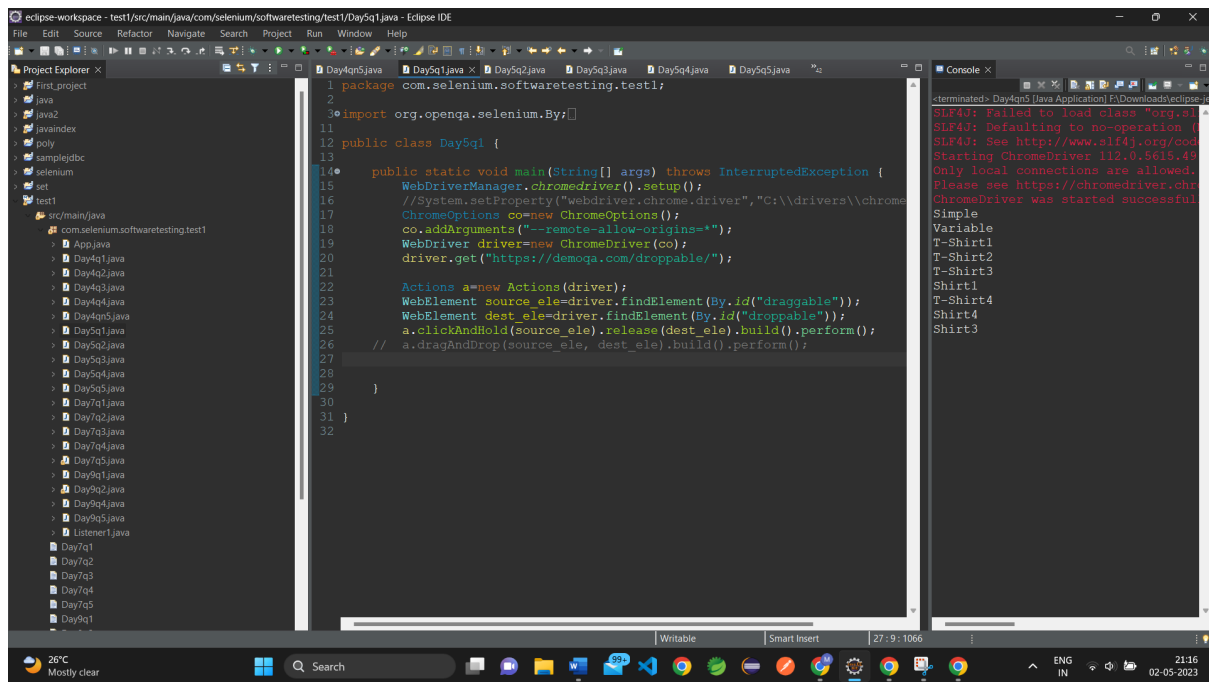 eclipse-workspace - test1/src/main/java/com/selenium/softwaretesting/test1/Day5q1.java - Eclipse IDE
File Edit Source Refactor Navigate Search Project Run Window Help
Project Explorer
First_project
java
java2
javaindex
poly
samplejdbc
selenium
set
test1
src/main/java
com.selenium.softwaretesting.test1
App.java
Day4q1.java
Day4q2.java
Day4q3.java
Day4q4.java
Day4qn5.java
Day5q1.java
Day5q2.java
Day5q3.java
Day5q4.java
Day5q5.java
Day7q1.java
Day7q2.java
Day7q3.java
Day7q4.java
Day7q5.java
Day9q1.java
Day9q2.java
Day9q4.java
Day9q5.java
Listener1.java
Day7q1
Day7q2
Day7q3
Day7q4
Day7q5
Day9q1
Day4qn5.java Day5q1.java Day5q2.java Day5q3.java Day5q4.java Day5q5.java »42
1 package com.selenium.softwaretesting.test1;
2
3 import org.openqa.selenium.By;
11
12 public class Day5q1 {
13
14 public static void main(String[] args) throws InterruptedException {
15 WebDriverManager.chromedriver().setup();
16 //System.setProperty("webdriver.chrome.driver","C:\\drivers\\chrome
17 ChromeOptions co=new ChromeOptions();
18 co.addArguments("--remote-allow-origins=*");
19 WebDriver driver=new ChromeDriver(co);
20 driver.get("https://demoqa.com/droppable/");
21
22 Actions a=new Actions(driver);
23 WebElement source_ele=driver.findElement(By.id("draggable"));
24 WebElement dest_ele=driver.findElement(By.id("droppable"));
25 a.clickAndHold(source_ele).release(dest_ele).build().perform();
26 // a.dragAndDrop(source_ele, dest_ele).build().perform();
27
28
29 }
30
31 }
32
Console
<terminated> Day4qn5 [Java Application] F:\Downloads\eclipse-je
SLF4J: Failed to load class "org.sl
SLF4J: Defaulting to no-operation (
SLF4J: See http://www.slf4j.org/cod
Starting ChromeDriver 112.0.5615.49
Only local connections are allowed.
Please see https://chromedriver.chr
ChromeDriver was started successful
Simple
Variable
T-Shirt1
T-Shirt2
T-Shirt3
Shirt1
T-Shirt4
Shirt4
Shirt3
Writable Smart Insert 27 : 9 : 1066
26°C
Mostly clear
Search
99+
ENG
IN
21:16
02-05-2023